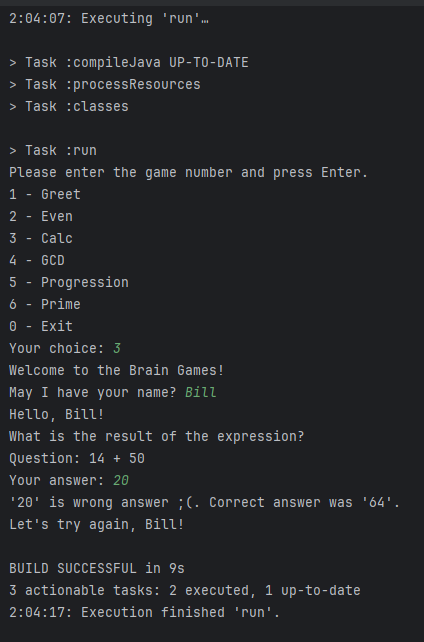 2:04:07: Executing 'run'…
> Task :compileJava UP-TO-DATE
> Task :processResources
> Task :classes
> Task :run
Please enter the game number and press Enter.
1 - Greet
2 - Even
3 - Calc
4 - GCD
5 - Progression
6 - Prime
0 - Exit
Your choice: 3
Welcome to the Brain Games!
May I have your name? Bill
Hello, Bill!
What is the result of the expression?
Question: 14 + 50
Your answer: 20
'20' is wrong answer ;(. Correct answer was '64'.
Let's try again, Bill!
BUILD SUCCESSFUL in 9s
3 actionable tasks: 2 executed, 1 up-to-date
2:04:17: Execution finished 'run'.